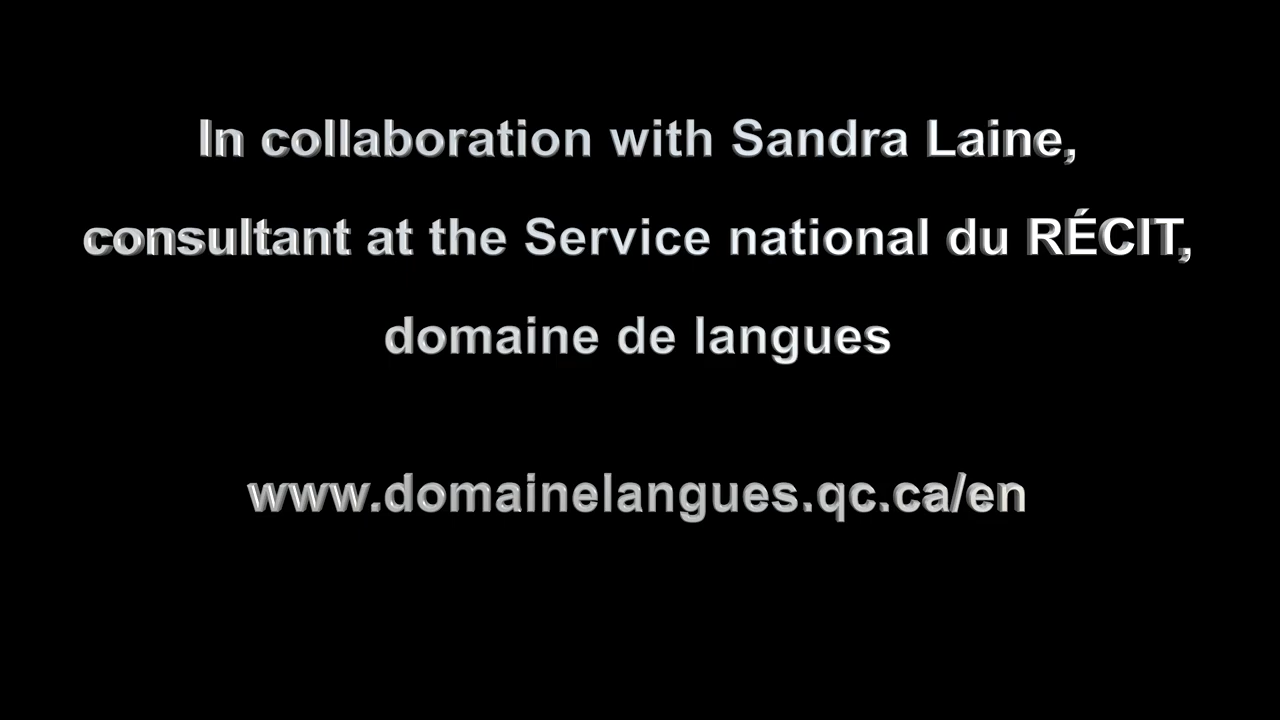 In collaboration with Sandra Laine,
consultant at the Service national du RÉCIT,
domaine de langues
www.domainelangues.qc.ca/en